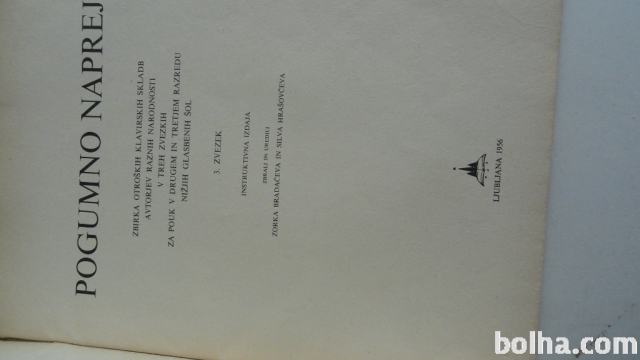 POGUMNO NAPREJ
ZBIRKA OTROŠKIH KLAVIRSKIH SKLADB
AVTORJEV RAZNIH NARODNOSTI
V TREH ZVEZKIH
ZA POUK V DRUGEM IN TRETJEM RAZREDU
NIŽJIH GLASBENIH ŠOL
3. ZVEZEK
INSTRUKTIVNA IZDAJA
ZBRALI IN UREDILI
ZORKA BRADAČEVA IN SILVA HRAŠOVČEVA
LJUBLJANA 1956
bolha.com